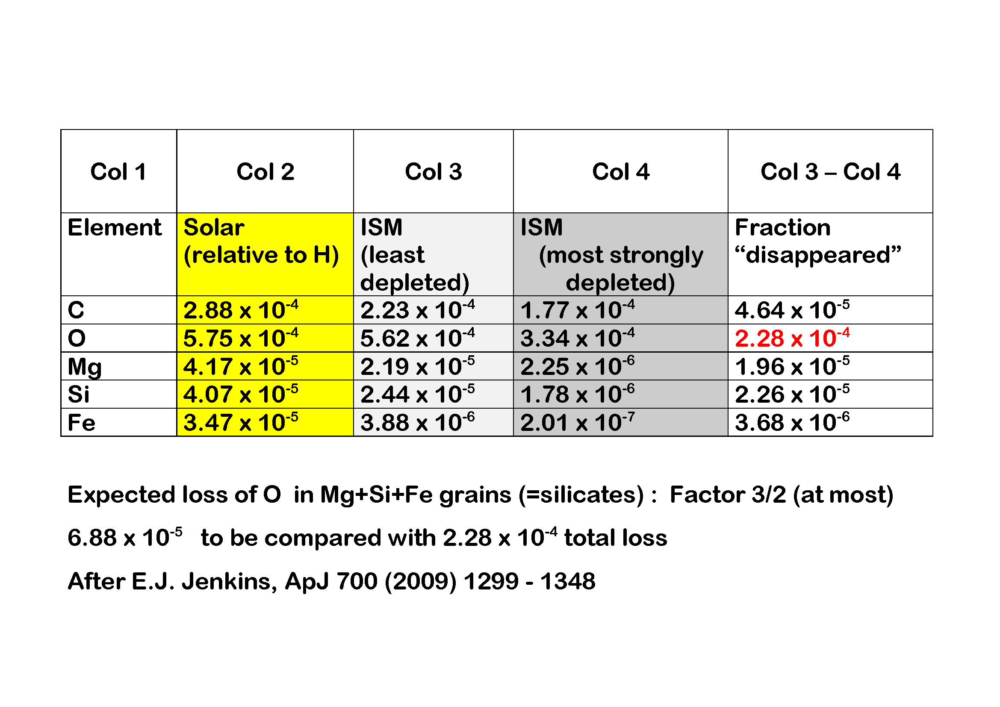 Col 1 Col 2 Col 3 Col 4 Col 3 – Col 4
Element Solar ISM ISM Fraction
(relative to H) (least (most strongly “disappeared”
depleted) depleted)
C 2.88 x 10⁻⁴ 2.23 x 10⁻⁴ 1.77 x 10⁻⁴ 4.64 x 10⁻⁵
O 5.75 x 10⁻⁴ 5.62 x 10⁻⁴ 3.34 x 10⁻⁴ 2.28 x 10⁻⁴
Mg 4.17 x 10⁻⁵ 2.19 x 10⁻⁵ 2.25 x 10⁻⁶ 1.96 x 10⁻⁵
Si 4.07 x 10⁻⁵ 2.44 x 10⁻⁵ 1.78 x 10⁻⁶ 2.26 x 10⁻⁵
Fe 3.47 x 10⁻⁵ 3.88 x 10⁻⁶ 2.01 x 10⁻⁷ 3.68 x 10⁻⁶
Expected loss of O in Mg+Si+Fe grains (=silicates) : Factor 3/2 (at most)
6.88 x 10⁻⁵ to be compared with 2.28 x 10⁻⁴ total loss
After E.J. Jenkins, ApJ 700 (2009) 1299 - 1348